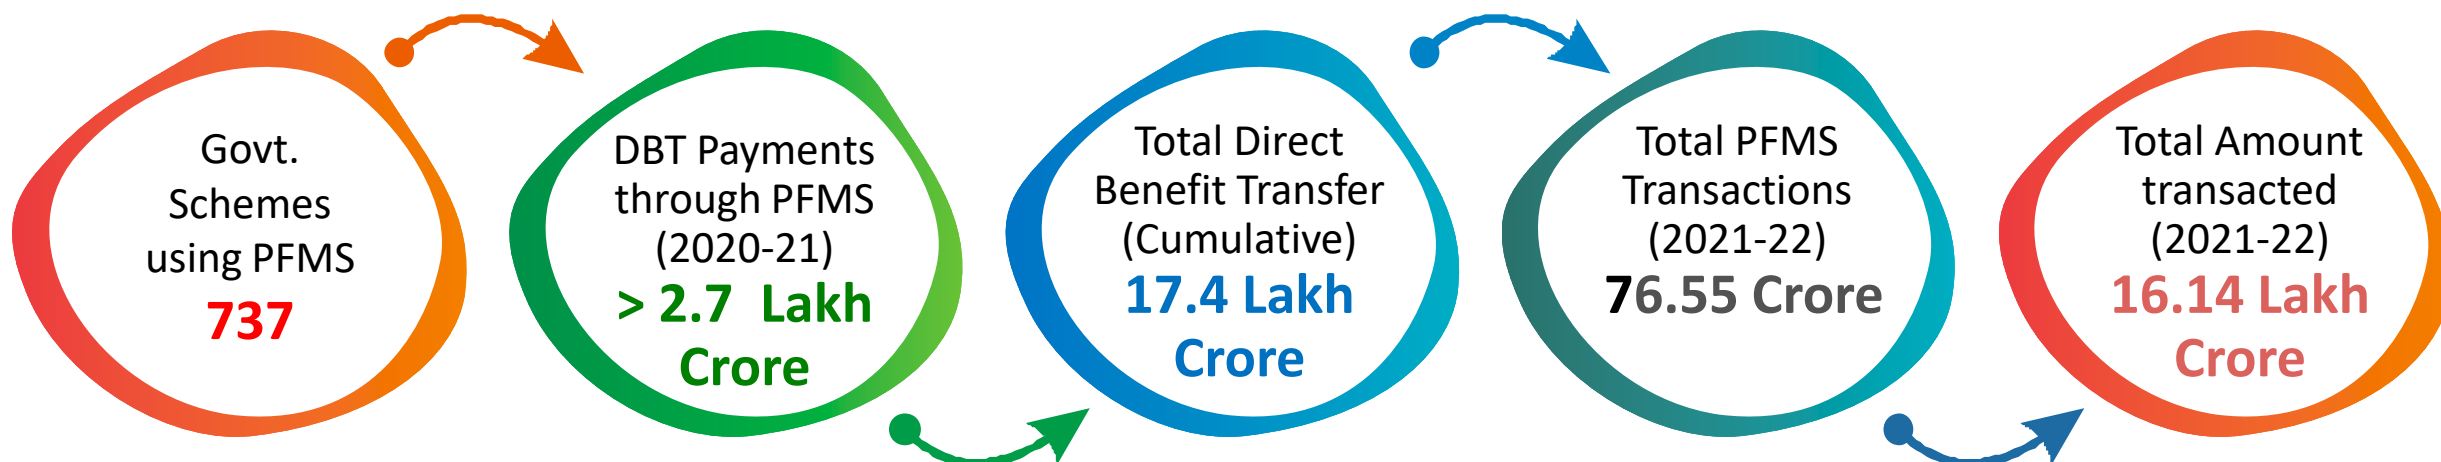 Govt.
Schemes
using PFMS
737
DBT Payments
through PFMS
(2020-21)
> 2.7 Lakh
Crore
Total Direct
Benefit Transfer
(Cumulative)
17.4 Lakh
Crore
Total PFMS
Transactions
(2021-22)
76.55 Crore
Total Amount
transacted
(2021-22)
16.14 Lakh
Crore